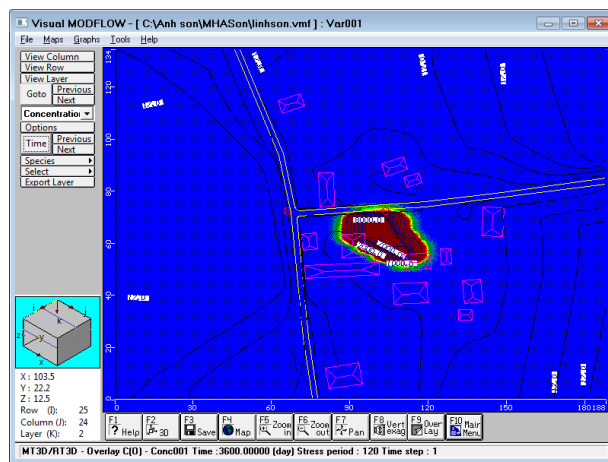 Visual MODFLOW - [ C:\Anh son\MHASon\linhson.vmf ] : Var001
File Maps Graphs Tools Help
View Column
View Row
View Layer
Goto Previous
Next
Concentration
Options
Time Previous
Next
Species
Select
Export Layer
134
120
100
80
60
40
20
0
8000.0
0 30 60 90 120 150 180 188
X : 103.5
Y : 22.2
Z : 12.5
Row (I): 25
Column (J): 24
Layer (K): 2
F1 ? Help
F2 3D
F3 Save
F4 Map
F5 Zoom in
F6 Zoom out
F7 Pan
F8 Vert exag
F9 Over Lay
F10 Main Menu
MT3D/RT3D - Overlay C(O) - Conc001 Time :3600.00000 (day) Stress period : 120 Time step : 1